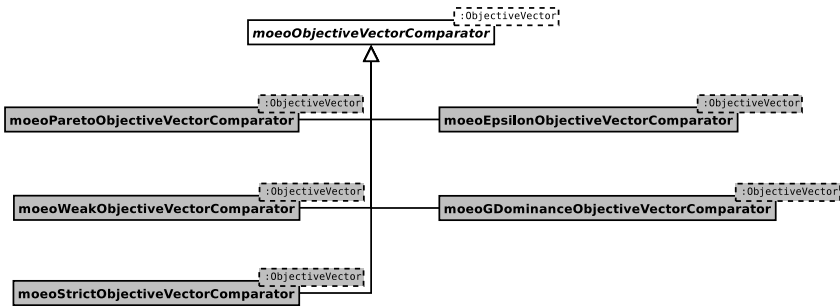 :ObjectiveVector
moeoObjectiveVectorComparator
:ObjectiveVector
moeoParetoObjectiveVectorComparator
:ObjectiveVector
moeoEpsilonObjectiveVectorComparator
:ObjectiveVector
moeoWeakObjectiveVectorComparator
:ObjectiveVector
moeoGDominanceObjectiveVectorComparator
:ObjectiveVector
moeoStrictObjectiveVectorComparator